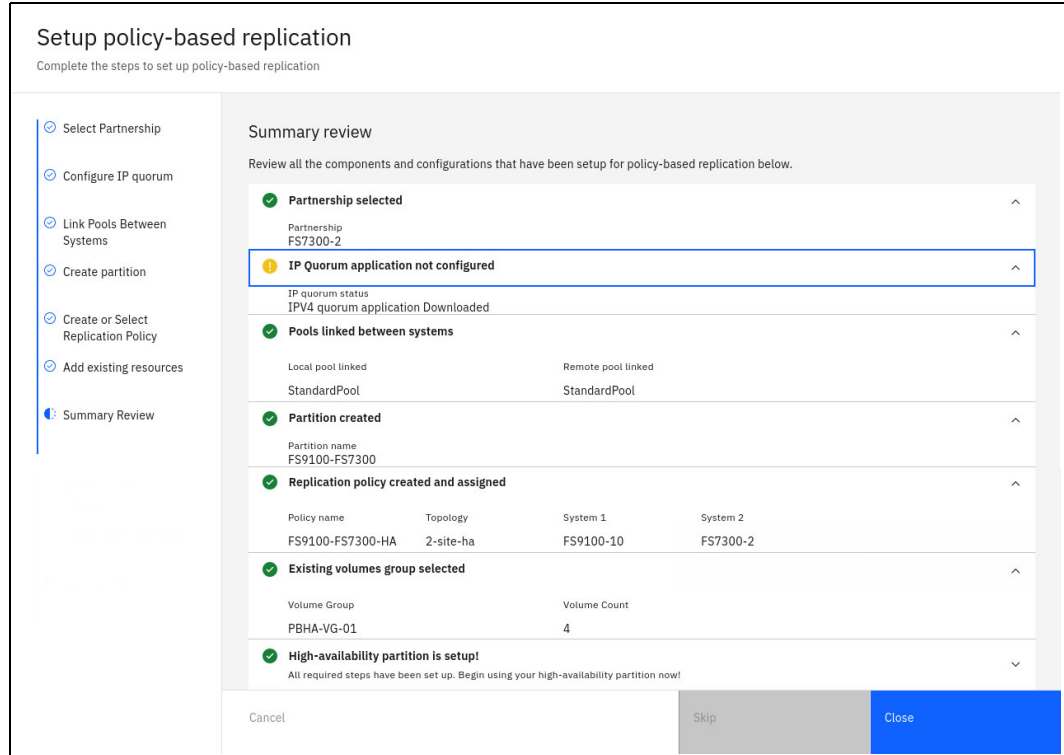 Setup policy-based replication
Complete the steps to set up policy-based replication
Select Partnership
Configure IP quorum
Link Pools Between
Systems
Create partition
Create or Select
Replication Policy
Add existing resources
Summary Review
Summary review
Review all the components and configurations that have been setup for policy-based replication below.
Partnership selected
Partnership
FS7300-2
IP Quorum application not configured
IP quorum status
IPV4 quorum application Downloaded
Pools linked between systems
Local pool linked Remote pool linked
StandardPool StandardPool
Partition created
Partition name
FS9100-FS7300
Replication policy created and assigned
Policy name Topology System 1 System 2
FS9100-FS7300-HA 2-site-ha FS9100-10 FS7300-2
Existing volumes group selected
Volume Group Volume Count
PBHA-VG-01 4
High-availability partition is setup!
All required steps have been set up. Begin using your high-availability partition now!
Cancel Skip Close